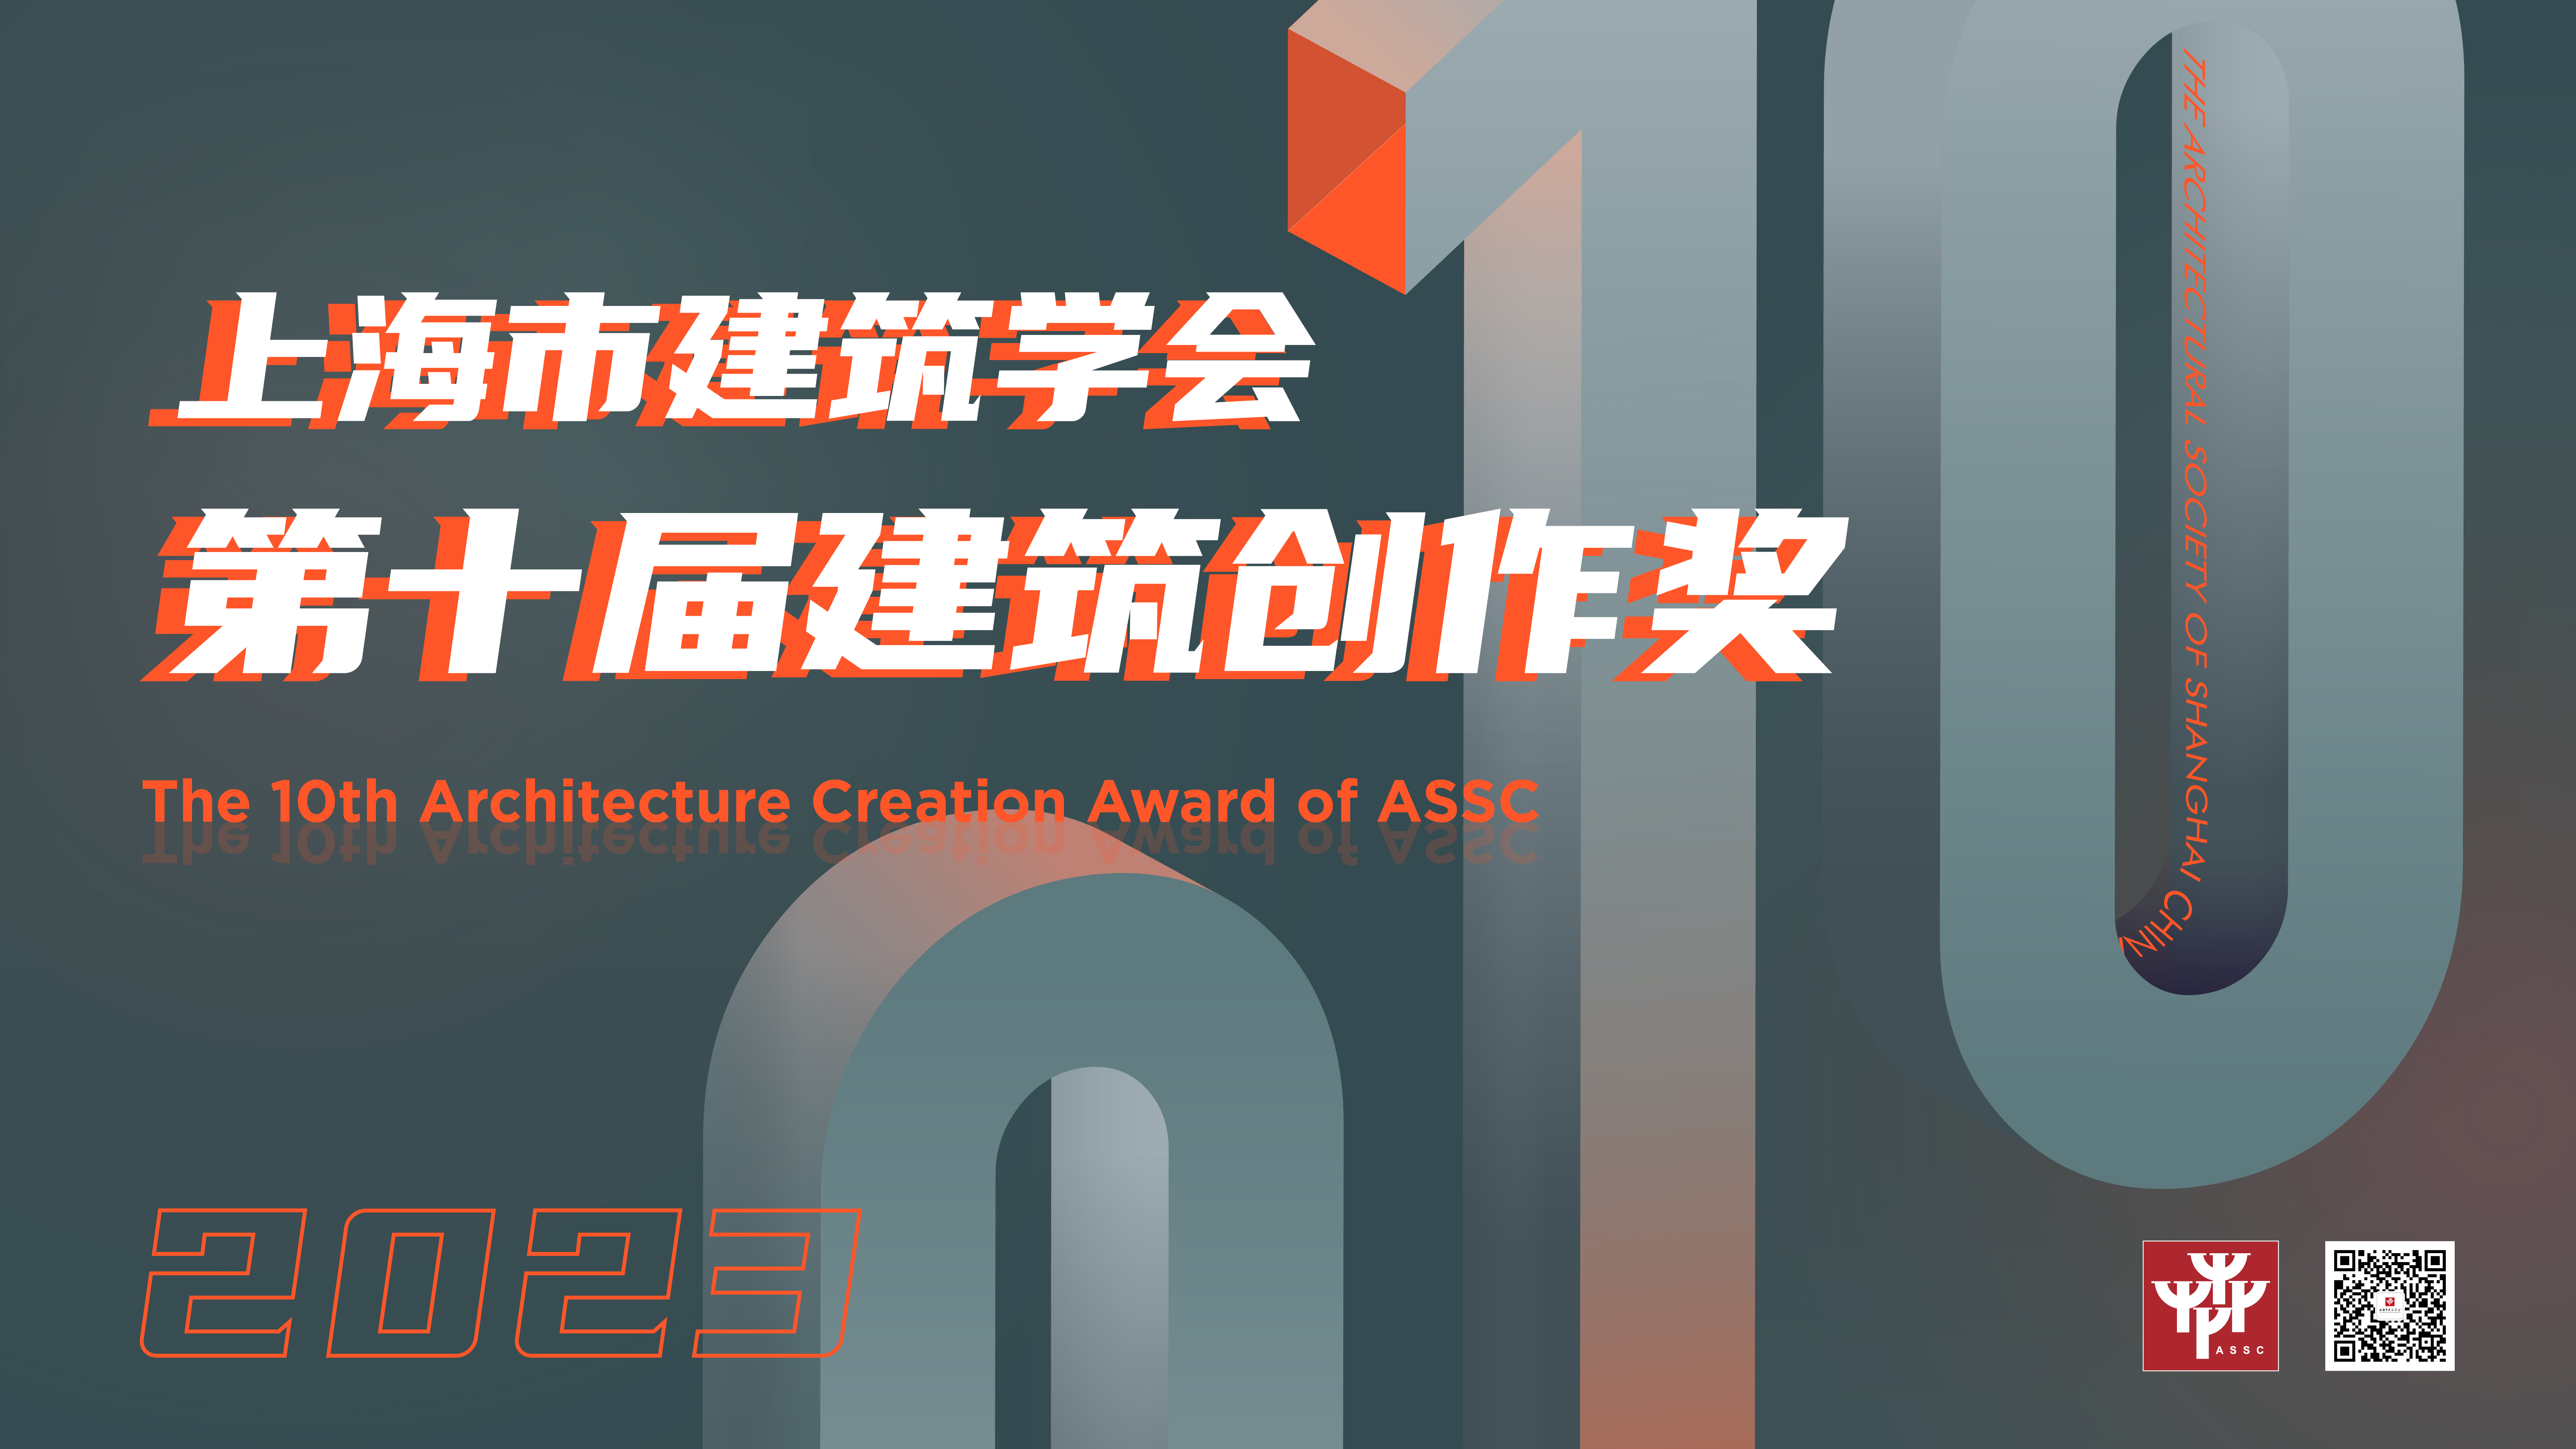 上海市建筑学会
第十届建筑创作奖
The 10th Architecture Creation Award of ASSC
2023
10
THE ARCHITECTURAL SOCIETY OF SHANGHAI CHIN
ASSC